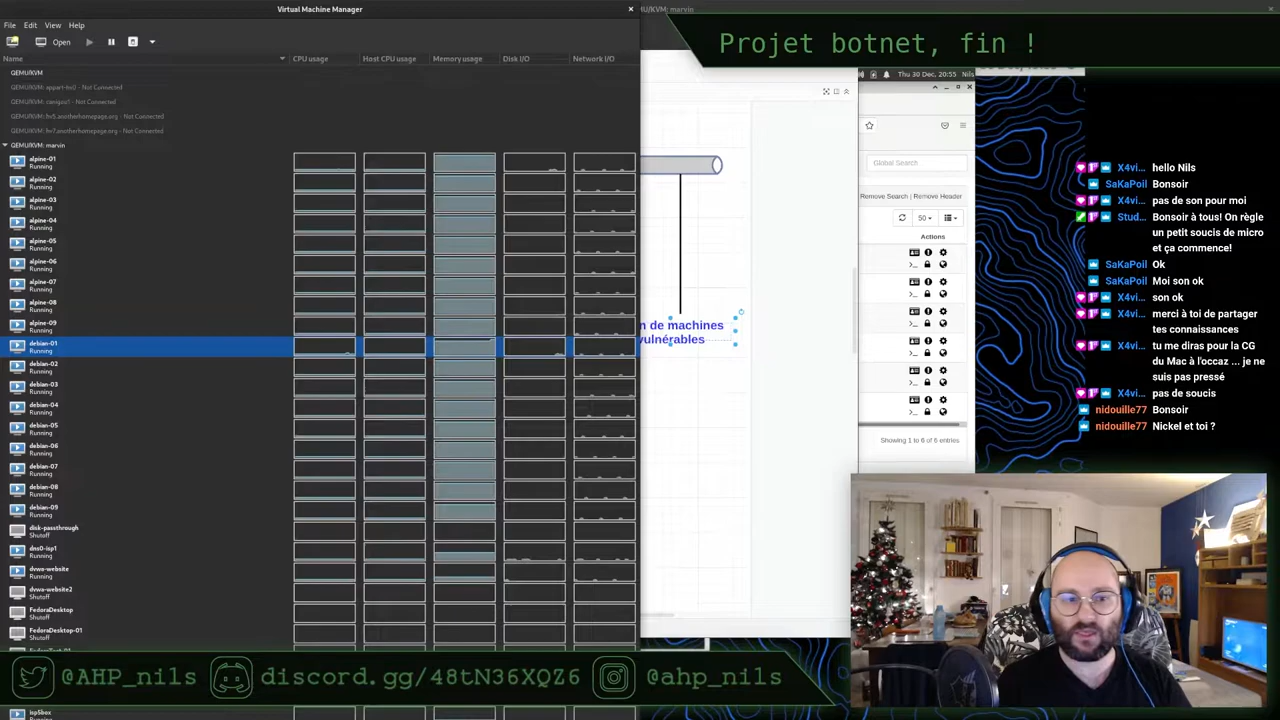 Virtual Machine Manager
File Edit View Help
Open
Name CPU usage Host CPU usage Memory usage Disk I/O Network I/O
QEMU/KVM
QEMU/KVM: marvin
alpine-01
Running
alpine-02
Running
alpine-03
Running
alpine-04
Running
alpine-05
Running
alpine-06
Running
alpine-07
Running
alpine-08
Running
alpine-09
Running
debian-01
Running
debian-02
Running
debian-03
Running
debian-04
Running
debian-05
Running
debian-06
Running
debian-07
Running
debian-08
Running
debian-09
Running
disk-passthrough
Shutoff
dns0-isp1
Running
dvwa-website
Running
dvwa-website2
Shutoff
FedoraDesktop
Shutoff
FedoraDesktop-01
Shutoff
MU/KVM: marvin
Projet botnet, fin !
Thu 30 Dec, 20:55 Nils
Global Search
Remove Search | Remove Header
50
Actions
n de machines
vulnérables
Showing 1 to 6 of 6 entries
X4vi... hello Nils
SaKaPoil Bonsoir
X4vi... pas de son pour moi
Stud... Bonsoir à tous! On règle
un petit soucis de micro
et ça commence!
SaKaPoil Ok
SaKaPoil Moi son ok
X4vi... son ok
X4vi... merci à toi de partager
tes connaissances
X4vi... tu me diras pour la CG
du Mac à l'occaz ... je ne
suis pas pressé
X4vi... pas de soucis
nidouille77 Bonsoir
nidouille77 Nickel et toi ?
@AHP_nils discord.gg/48tN36XQZ6 @ahp_nils